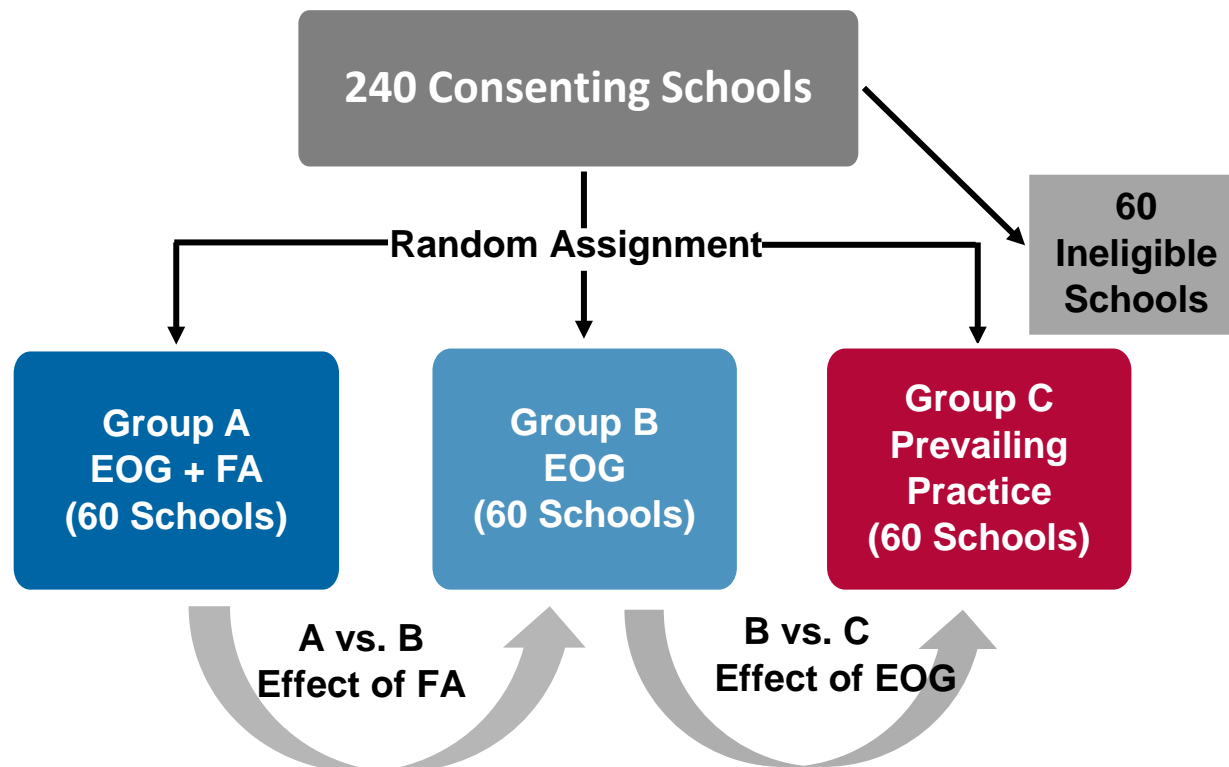 240 Consenting Schools
60
Ineligible
Schools
Random Assignment
Group A
EOG + FA
(60 Schools)
Group B
EOG
(60 Schools)
Group C
Prevailing
Practice
(60 Schools)
A vs. B
Effect of FA
B vs. C
Effect of EOG